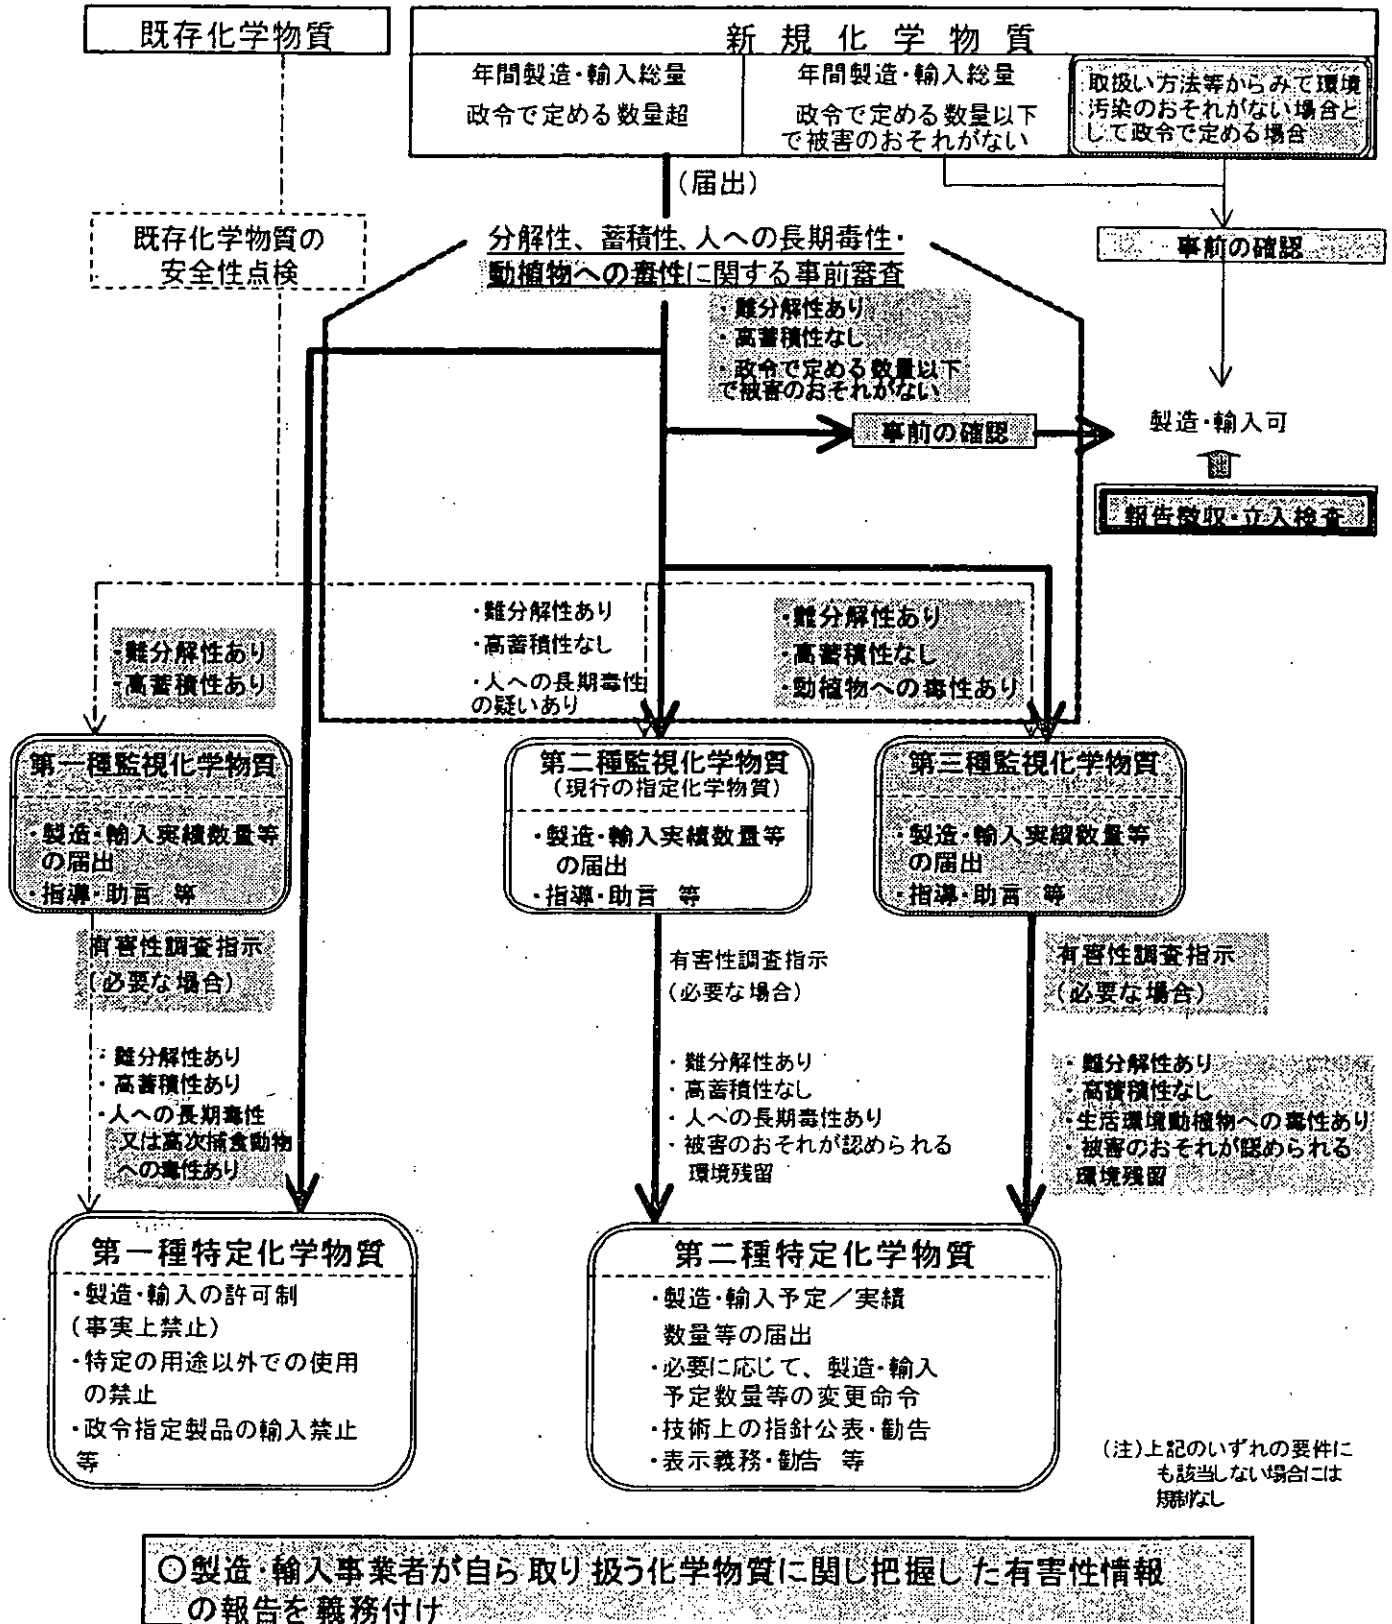 既存化学物質
新規化学物質
年間製造・輸入総量
政令で定める数量超
年間製造・輸入総量
政令で定める数量以下
で被害のおそれがない
取扱い方法等からみて環境
汚染のおそれがない場合と
して政令で定める場合
(届出)
既存化学物質の
安全性点検
分解性、蓄積性、人への長期毒性・
動植物への毒性に関する事前審査
事前の確認
・難分解性あり
・高蓄積性なし
・政令で定める数量以下
で被害のおそれがない
事前の確認
製造・輸入可
報告徴収・立入検査
・難分解性あり
・高蓄積性あり
・難分解性あり
・高蓄積性なし
・人への長期毒性
の疑いあり
・難分解性あり
・高蓄積性なし
・動植物への毒性あり
第一種監視化学物質
・製造・輸入実績数量等
の届出
・指導・助言 等
第二種監視化学物質
(現行の指定化学物質)
・製造・輸入実績数量等
の届出
・指導・助言 等
第三種監視化学物質
・製造・輸入実績数量等
の届出
・指導・助言 等
有害性調査指示
(必要な場合)
有害性調査指示
(必要な場合)
有害性調査指示
(必要な場合)
・難分解性あり
・高蓄積性あり
・人への長期毒性
又は高次捕食動物
への毒性あり
・難分解性あり
・高蓄積性なし
・人への長期毒性あり
・被害のおそれが認められる
環境残留
・難分解性あり
・高蓄積性なし
・生活環境動植物への毒性あり
・被害のおそれが認められる
環境残留
第一種特定化学物質
・製造・輸入の許可制
(事実上禁止)
・特定の用途以外での使用
の禁止
・政令指定製品の輸入禁止
等
第二種特定化学物質
・製造・輸入予定/実績
数量等の届出
・必要に応じて、製造・輸入
予定数量等の変更命令
・技術上の指針公表・勧告
・表示義務・勧告 等
(注)上記のいずれの要件に
も該当しない場合には
規制なし
○製造・輸入事業者が自ら取り扱う化学物質に関し把握した有害性情報
の報告を義務付け